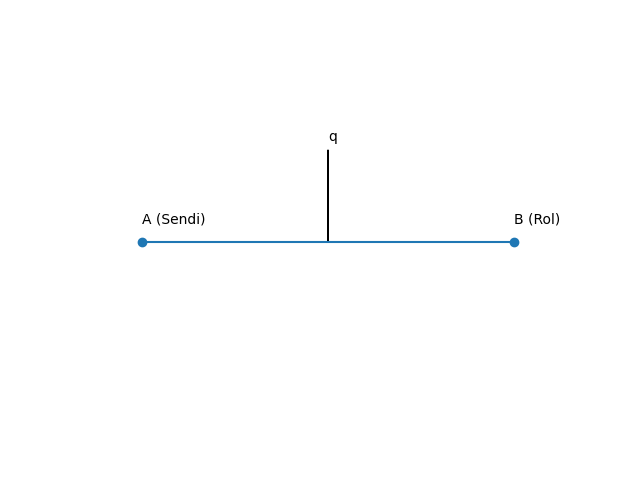 q
A (Sendi)
B (Rol)